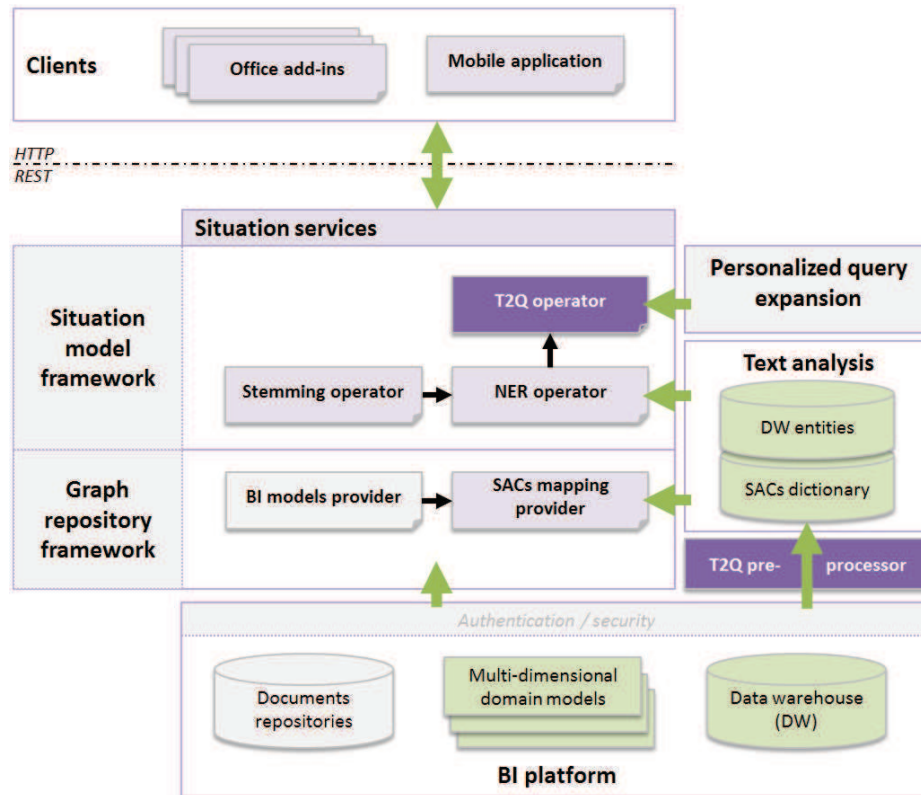 Clients
Office add-ins
Mobile application
HTTP
REST
Situation services
Situation
model
framework
T2Q operator
Personalized query
expansion
Stemming operator
NER operator
Text analysis
DW entities
SACs dictionary
Graph
repository
framework
BI models provider
SACs mapping
provider
T2Q pre- processor
Authentication / security
Documents
repositories
Multi-dimensional
domain models
Data warehouse
(DW)
BI platform